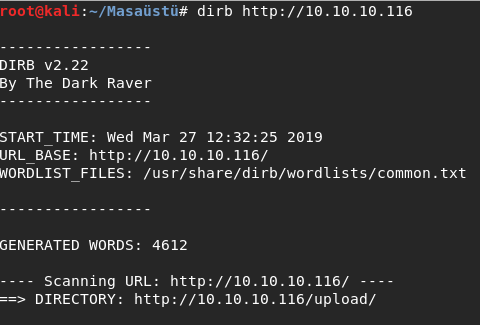 root@kali:~/Masaüstü# dirb http://10.10.10.116
-----------------
DIRB v2.22
By The Dark Raver
-----------------
START_TIME: Wed Mar 27 12:32:25 2019
URL_BASE: http://10.10.10.116/
WORDLIST_FILES: /usr/share/dirb/wordlists/common.txt
-----------------
GENERATED WORDS: 4612
---- Scanning URL: http://10.10.10.116/ ----
==> DIRECTORY: http://10.10.10.116/upload/